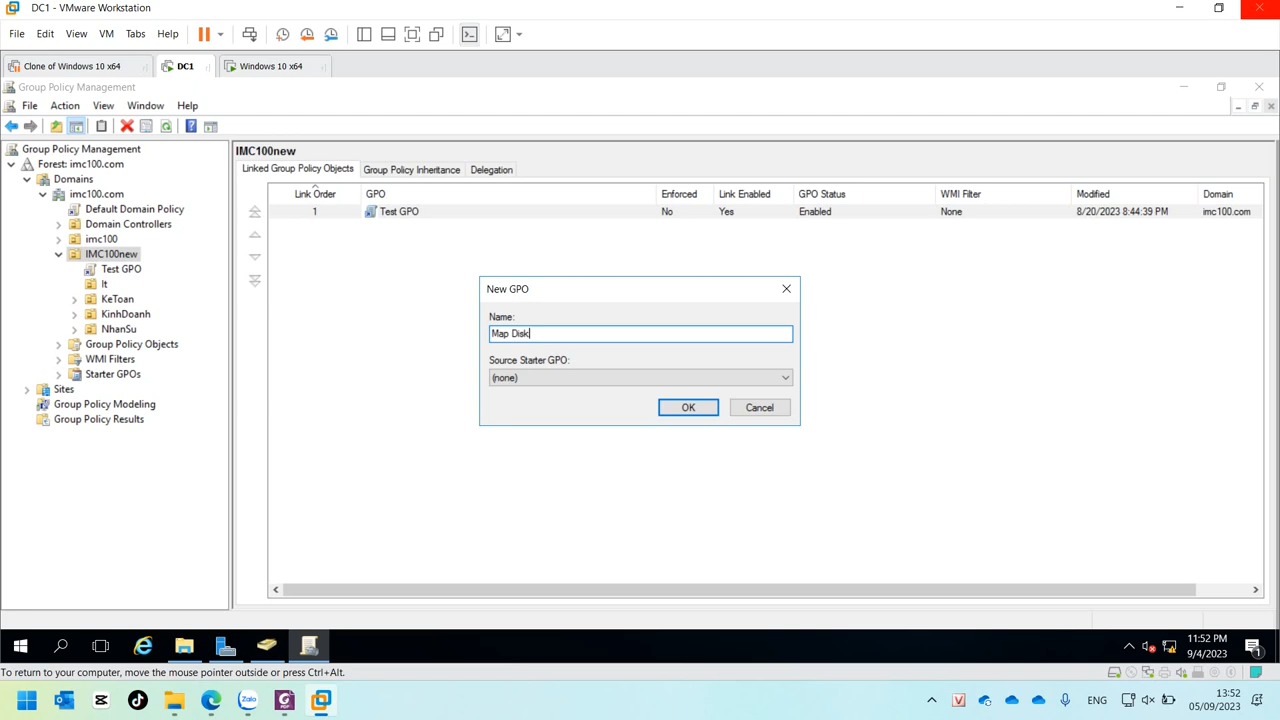 DC1 - VMware Workstation
File Edit View VM Tabs Help
Clone of Windows 10 x64 DC1 Windows 10 x64
Group Policy Management
File Action View Window Help
Group Policy Management
Forest: imc100.com
Domains
imc100.com
Default Domain Policy
Domain Controllers
imc100
IMC100new
Test GPO
It
KeToan
KinhDoanh
NhanSu
Group Policy Objects
WMI Filters
Starter GPOs
Sites
Group Policy Modeling
Group Policy Results
IMC100new
Linked Group Policy Objects Group Policy Inheritance Delegation
Link Order GPO Enforced Link Enabled GPO Status WMI Filter Modified Domain
1 Test GPO No Yes Enabled None 8/20/2023 8:44:39 PM imc100.com
New GPO
Name:
Map Disk
Source Starter GPO:
(none)
OK Cancel
11:52 PM
9/4/2023
1
To return to your computer, move the mouse pointer outside or press Ctrl+Alt.
Zalo
PDF
ENG
13:52
05/09/2023